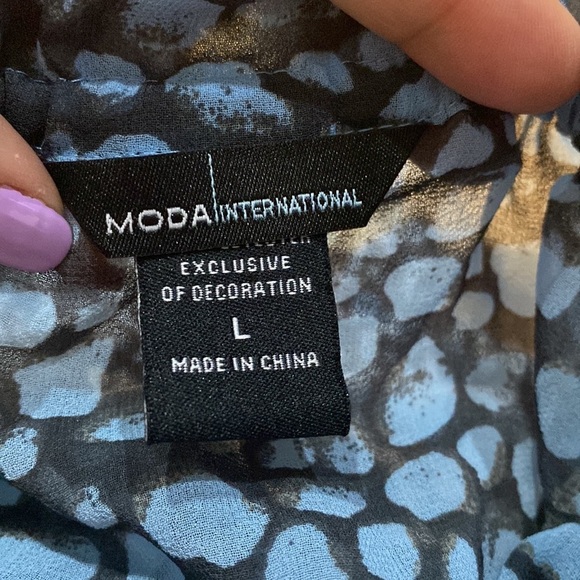 MODA INTERNATIONAL
EXCLUSIVE
OF DECORATION
L
MADE IN CHINA